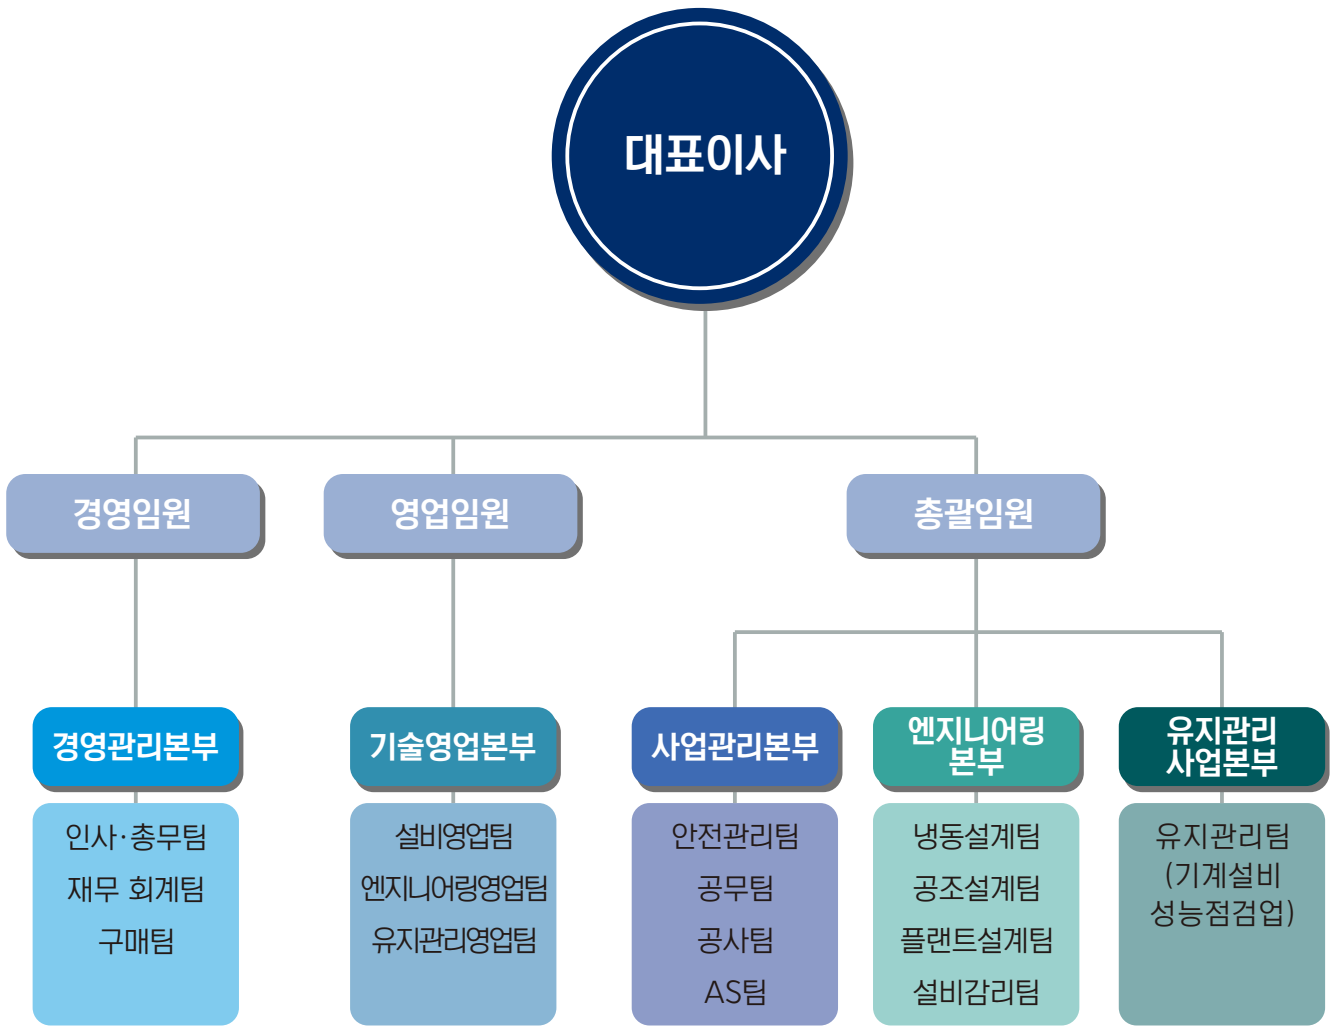 대표이사
경영임원
영업임원
총괄임원
경영관리본부
인사·총무팀
재무 회계팀
구매팀
기술영업본부
설비영업팀
엔지니어링영업팀
유지관리영업팀
사업관리본부
안전관리팀
공무팀
공사팀
AS팀
엔지니어링
본부
냉동설계팀
공조설계팀
플랜트설계팀
설비감리팀
유지관리
사업본부
유지관리팀
(기계설비
성능점검업)